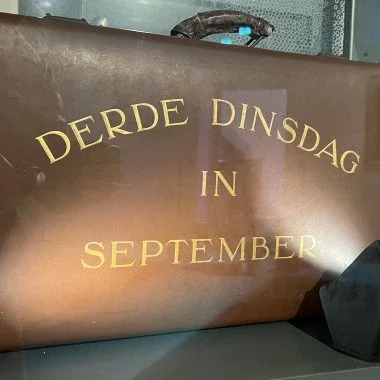 DERDE DINSDAG
IN
SEPTEMBER